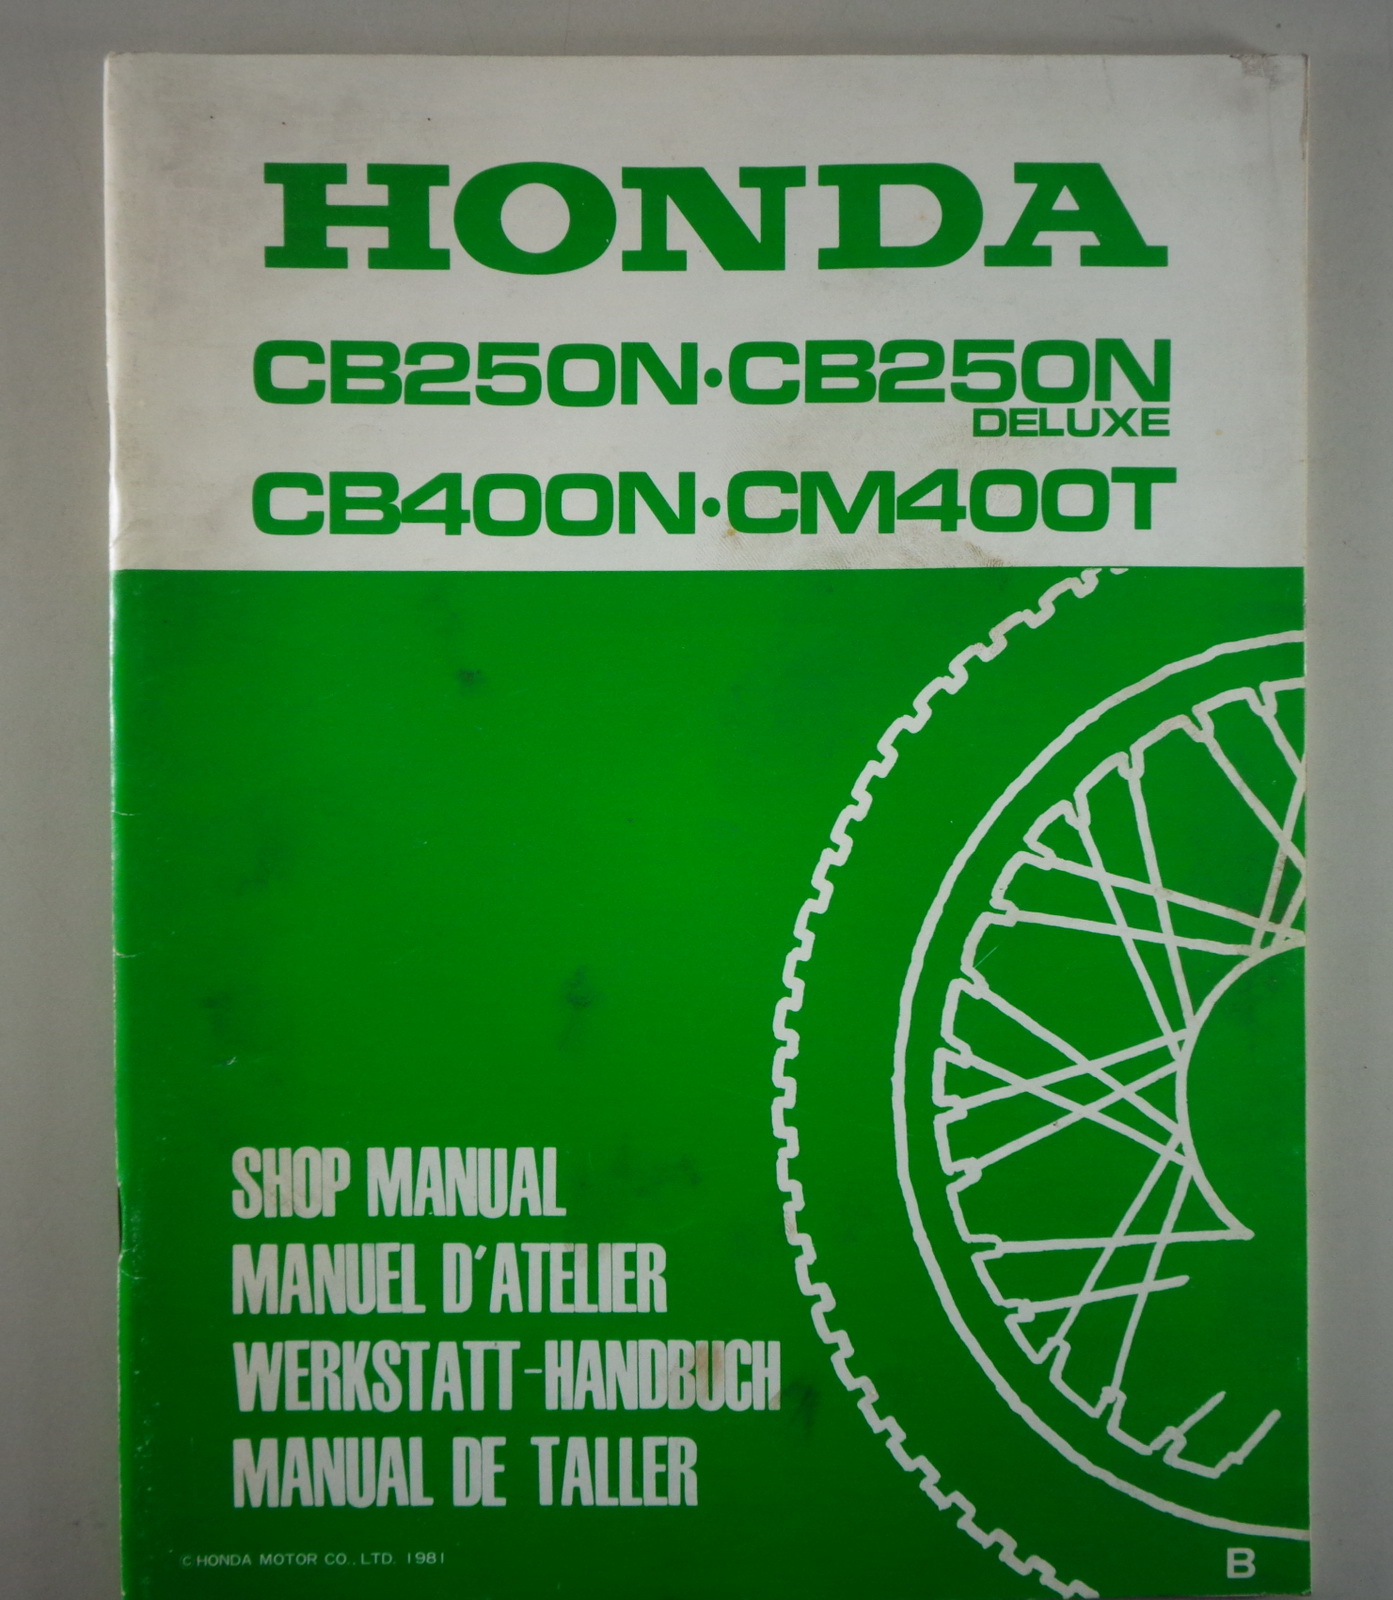 HONDA
CB250N•CB250N
DELUXE
CB400N•CM400T
SHOP MANUAL
MANUEL D'ATELIER
WERKSTATT-HANDBUCH
MANUAL DE TALLER
© HONDA MOTOR CO., LTD. 1981
B